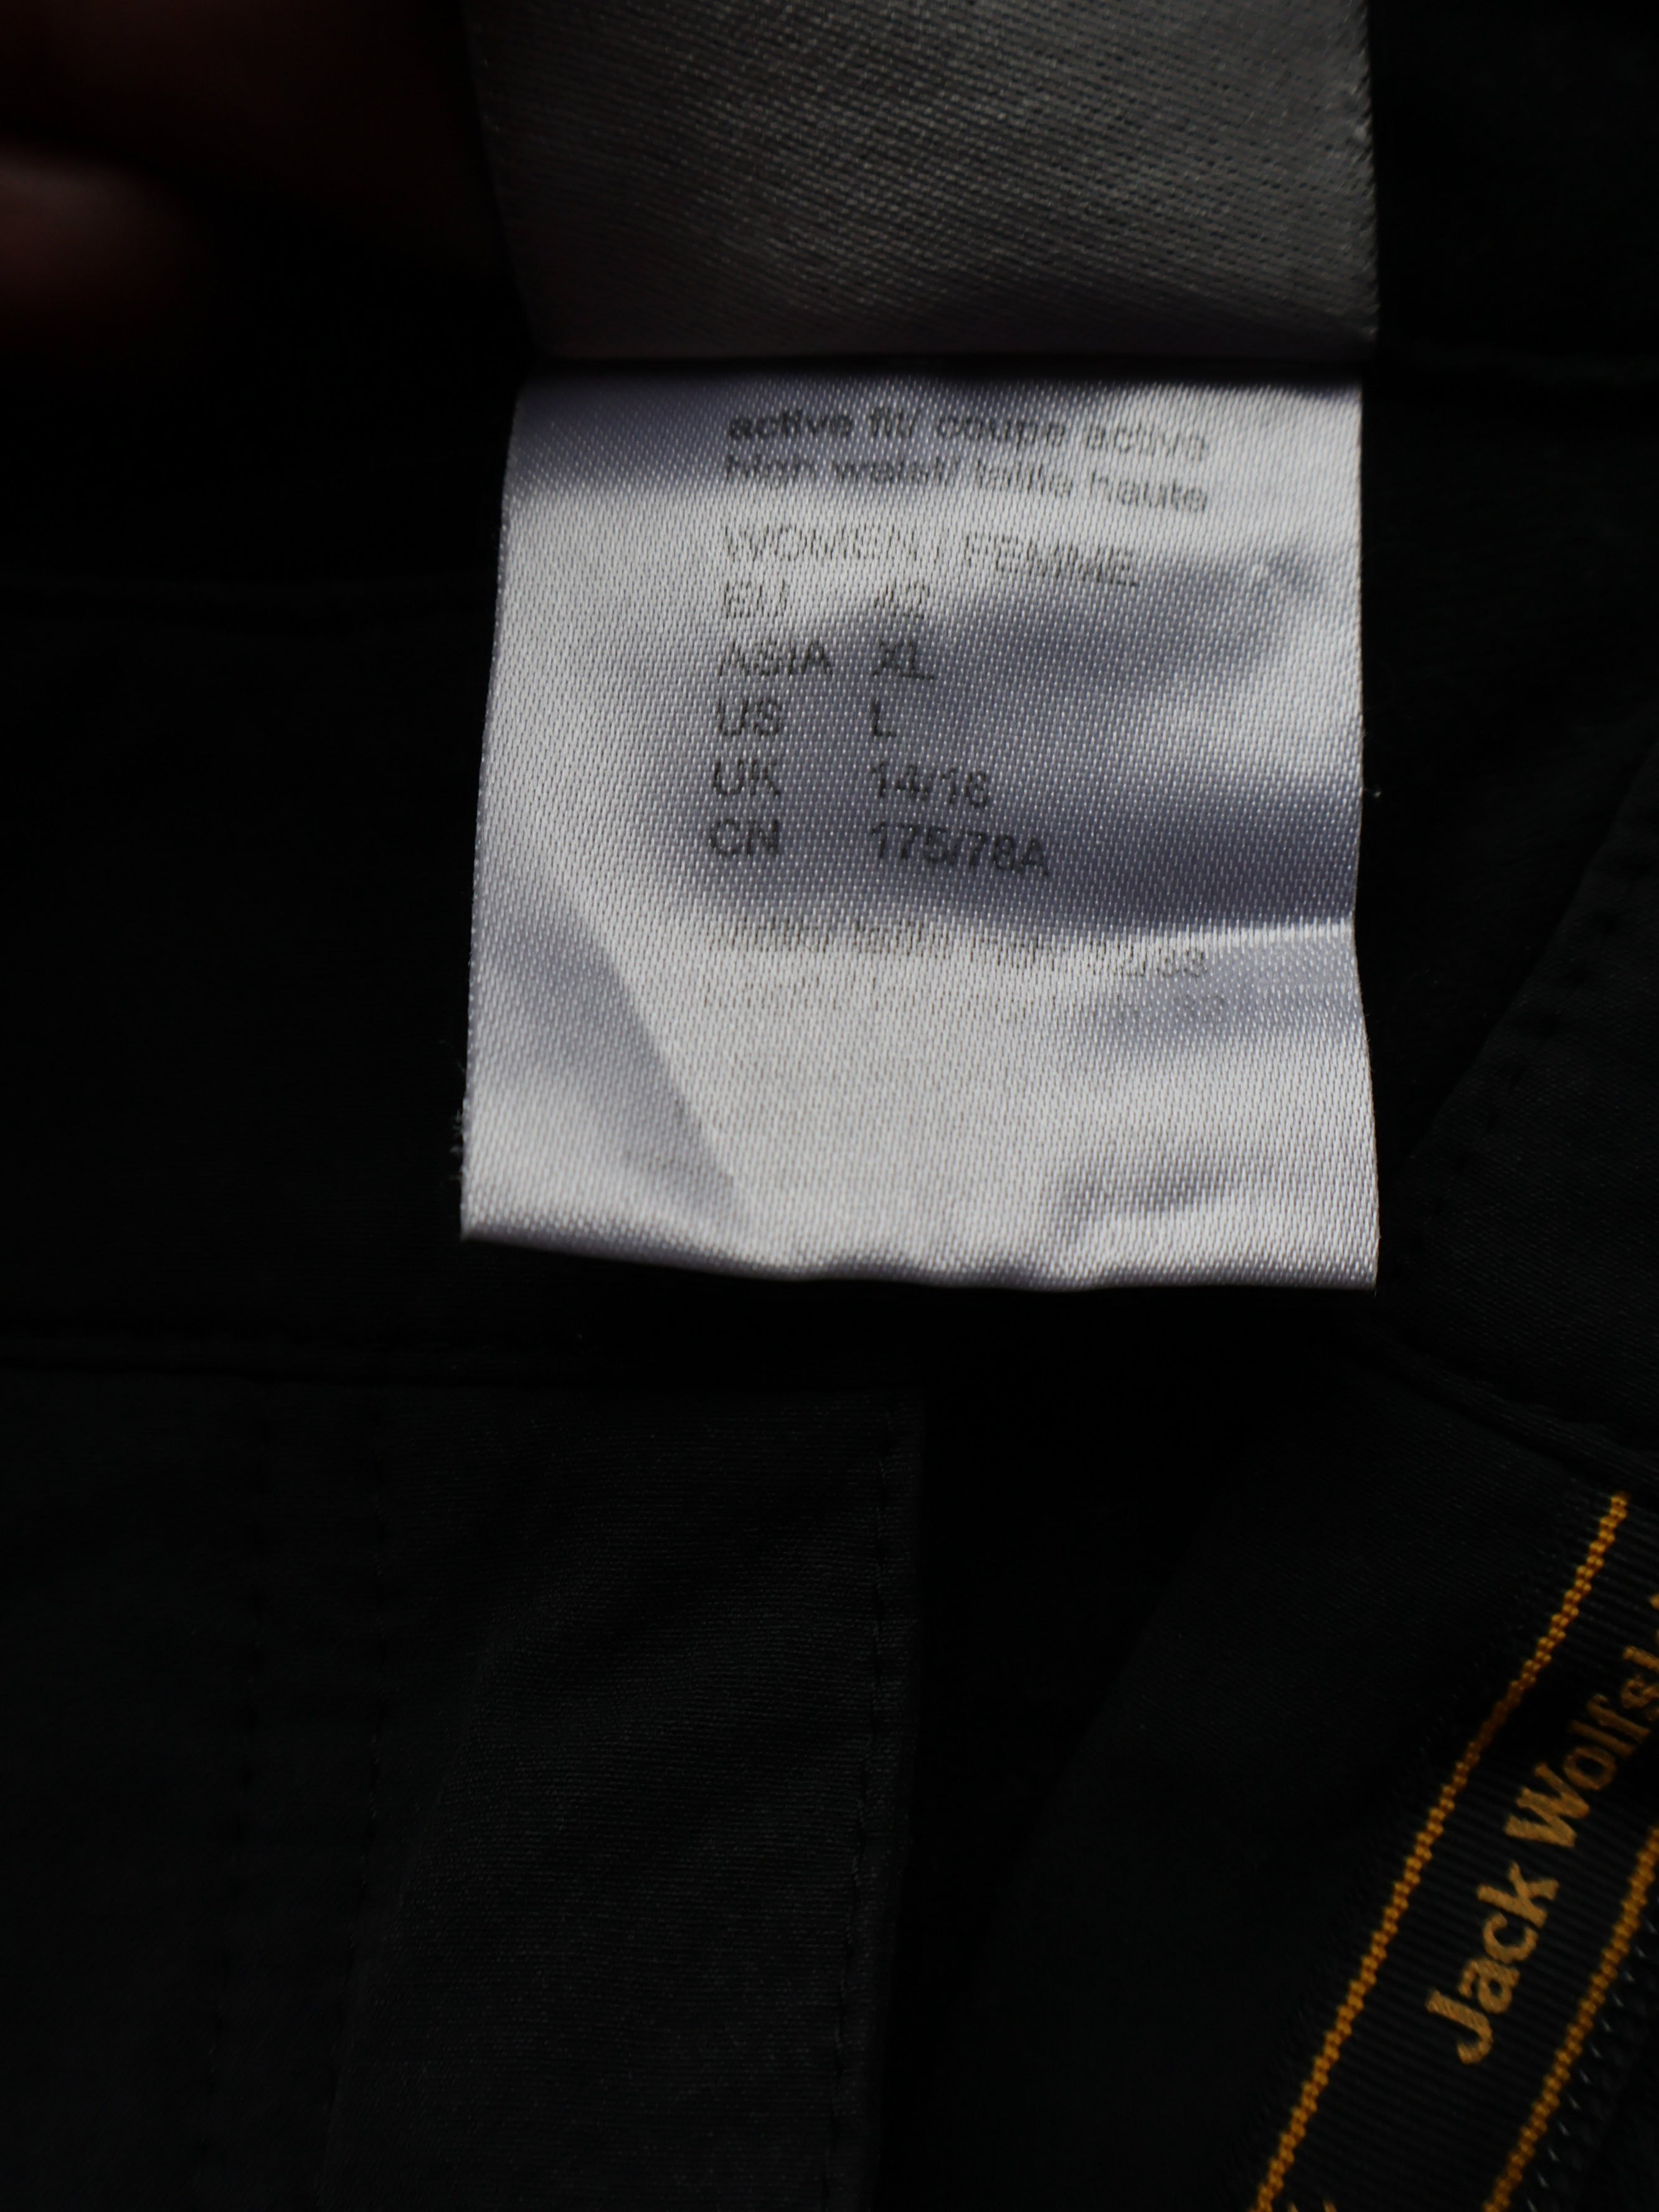 active fit/ coupe active
high waist/ taille haute
WOMEN / FEMME
EU 42
ASIA XL
US L
UK 14/16
CN 175/78A
Jack Wolfsk